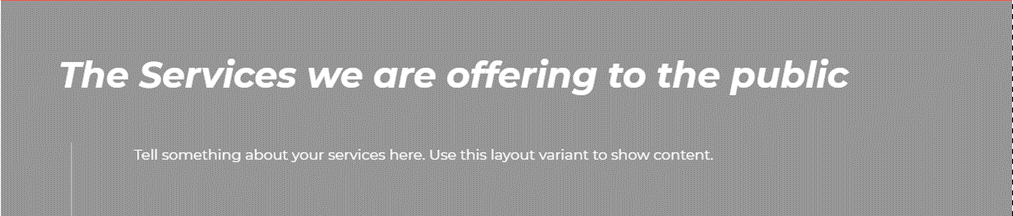 The Services we are offering to the public
Tell something about your services here. Use this layout variant to show content.